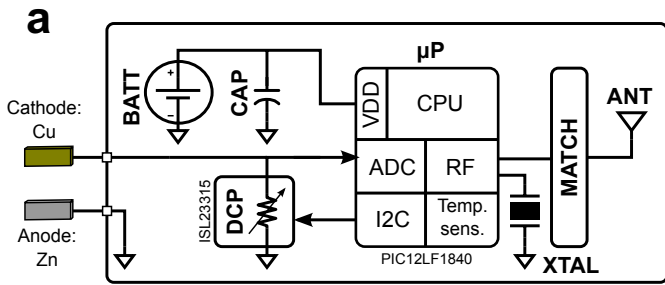 a
µP
BATT
+
−
CAP
VDD
CPU
ANT
Cathode:
Cu
ADC
RF
MATCH
ISL23315
DCP
I2C
Temp.
sens.
Anode:
Zn
PIC12LF1840
XTAL